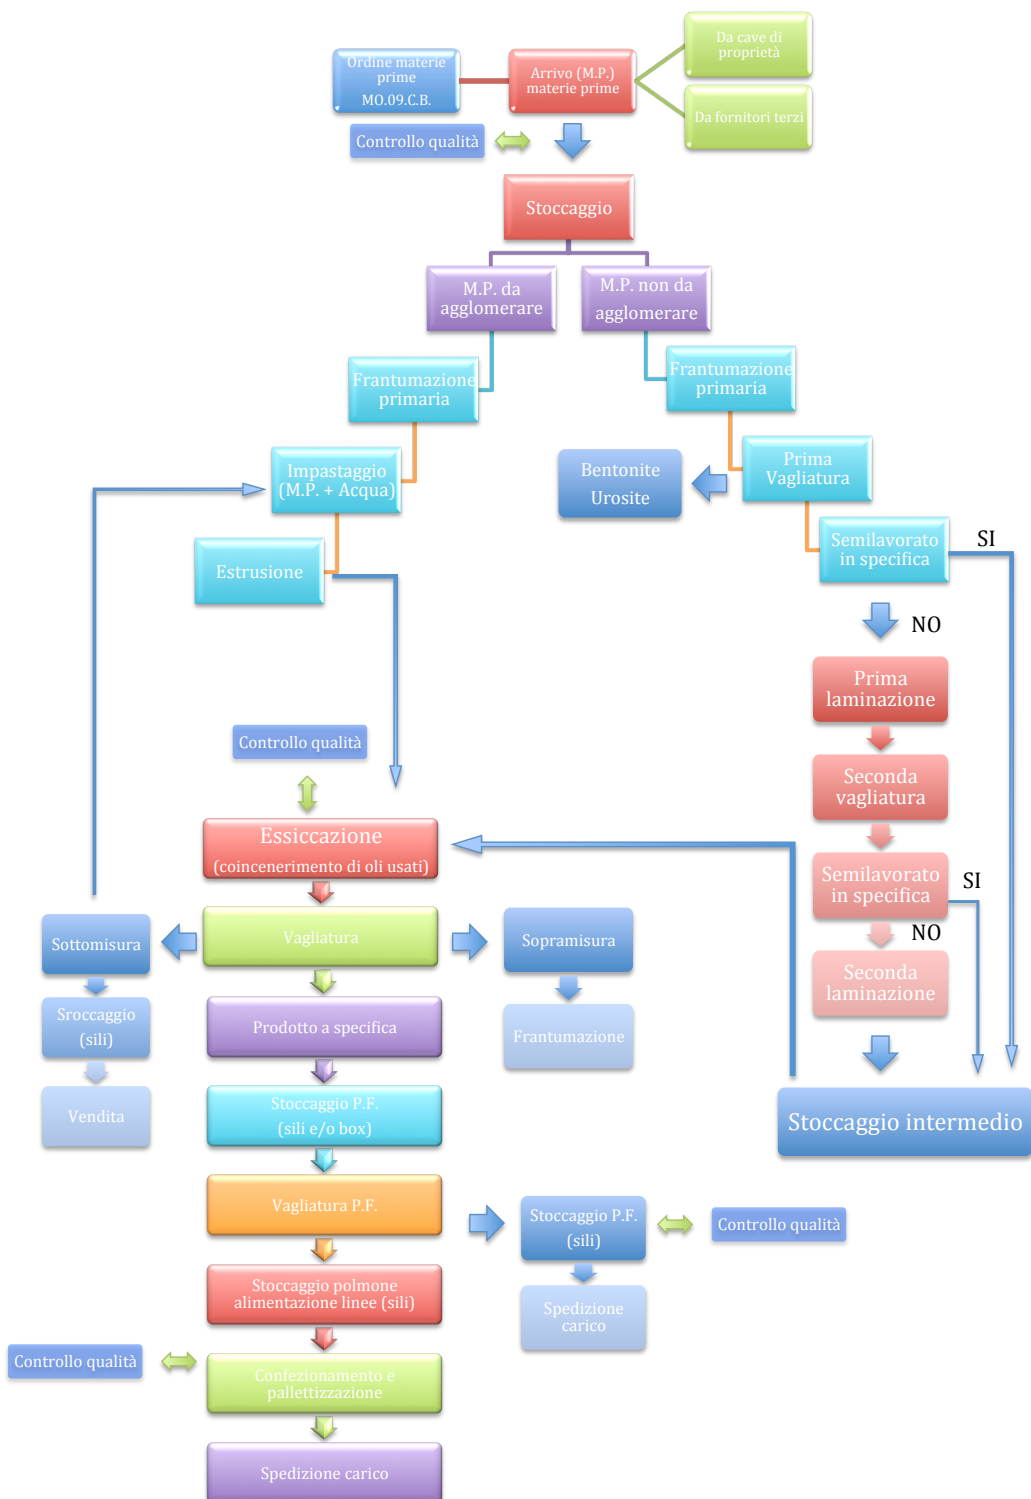 Ordine materie
prime
MO.09.C.B.
Arrivo (M.P.)
materie prime
Da cave di
proprietà
Da fornitori terzi
Controllo qualità
Stoccaggio
M.P. da
agglomerare
M.P. non da
agglomerare
Frantumazione
primaria
Frantumazione
primaria
Impastaggio
(M.P. + Acqua)
Bentonite
Urosite
Prima
Vagliatura
Estrusione
Semilavorato
in specifica
SI
NO
Prima
laminazione
Controllo qualità
Seconda
vagliatura
Essiccazione
(coincenerimento di oli usati)
Semilavorato
in specifica
SI
NO
Sottomisura
Vagliatura
Sopramisura
Seconda
laminazione
Sroccaggio
(sili)
Prodotto a specifica
Frantumazione
Vendita
Stoccaggio P.F.
(sili e/o box)
Stoccaggio intermedio
Vagliatura P.F.
Stoccaggio P.F.
(sili)
Controllo qualità
Stoccaggio polmone
alimentazione linee (sili)
Spedizione
carico
Controllo qualità
Confezionamento e
pallettizzazione
Spedizione carico